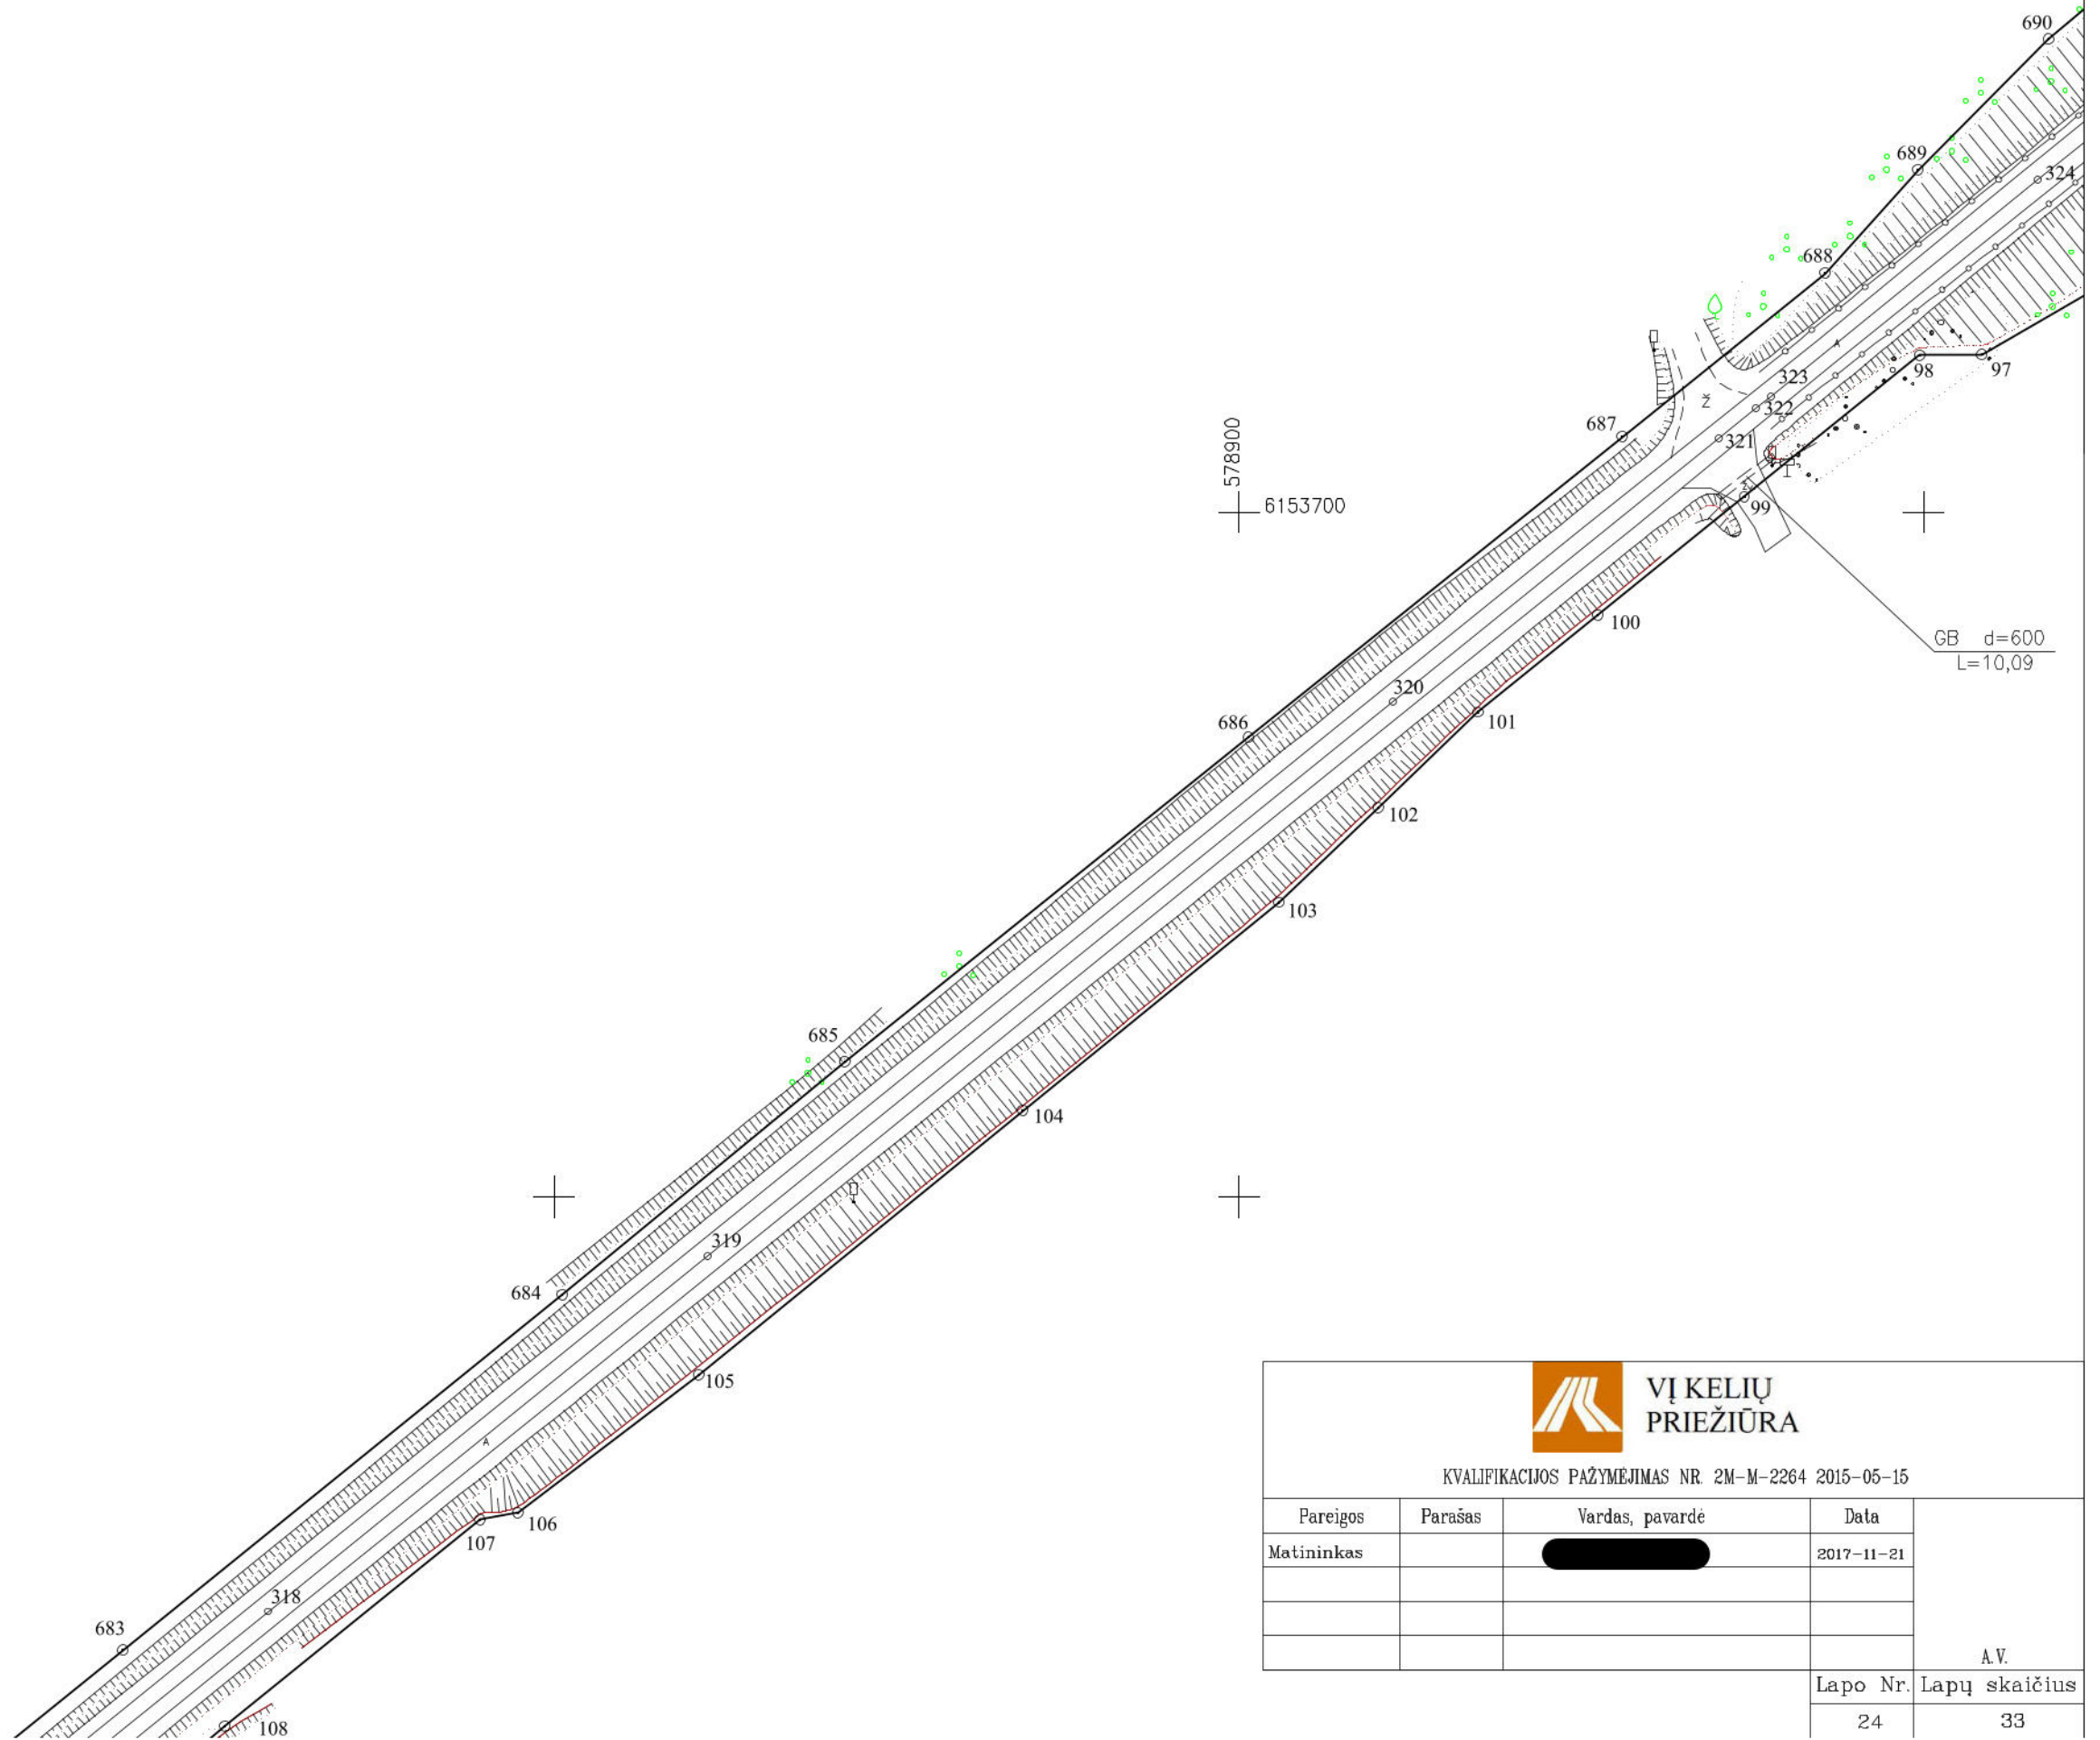 690
689
324
688
98
97
323
Ž
322
687
321
578900
6153700
99
A
GB d=600
L=10,09
100
320
686
101
102
103
685
104
319
684
105
A
106
107
318
683
108
VĮ KELIŲ
PRIEŽIŪRA
KVALIFIKACIJOS PAŽYMĖJIMAS NR. 2M-M-2264 2015-05-15
Pareigos Parašas Vardas, pavardė Data
Matininkas 2017-11-21
A.V.
Lapo Nr. Lapų skaičius
24 33